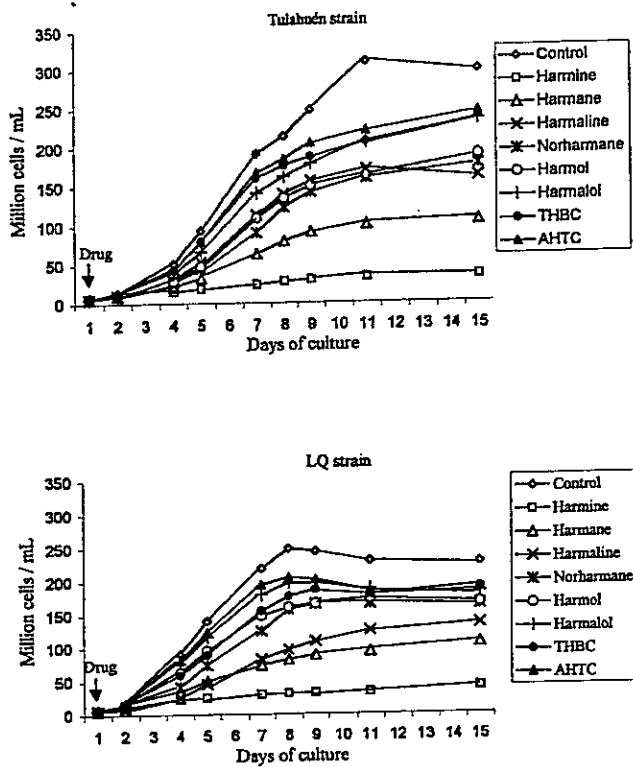 Tulahuén strain
350
300
250
200
150
100
50
0
Million cells / mL
Drug
1 2 3 4 5 6 7 8 9 10 11 12 13 14 15
Days of culture
Control
Harmine
Harmane
Harmaline
Norharmane
Harmol
Harmalol
THBC
AHTC
LQ strain
350
300
250
200
150
100
50
0
Million cells / mL
Drug
1 2 3 4 5 6 7 8 9 10 11 12 13 14 15
Days of culture
Control
Harmine
Harmane
Harmaline
Norharmane
Harmol
Harmalol
THBC
AHTC